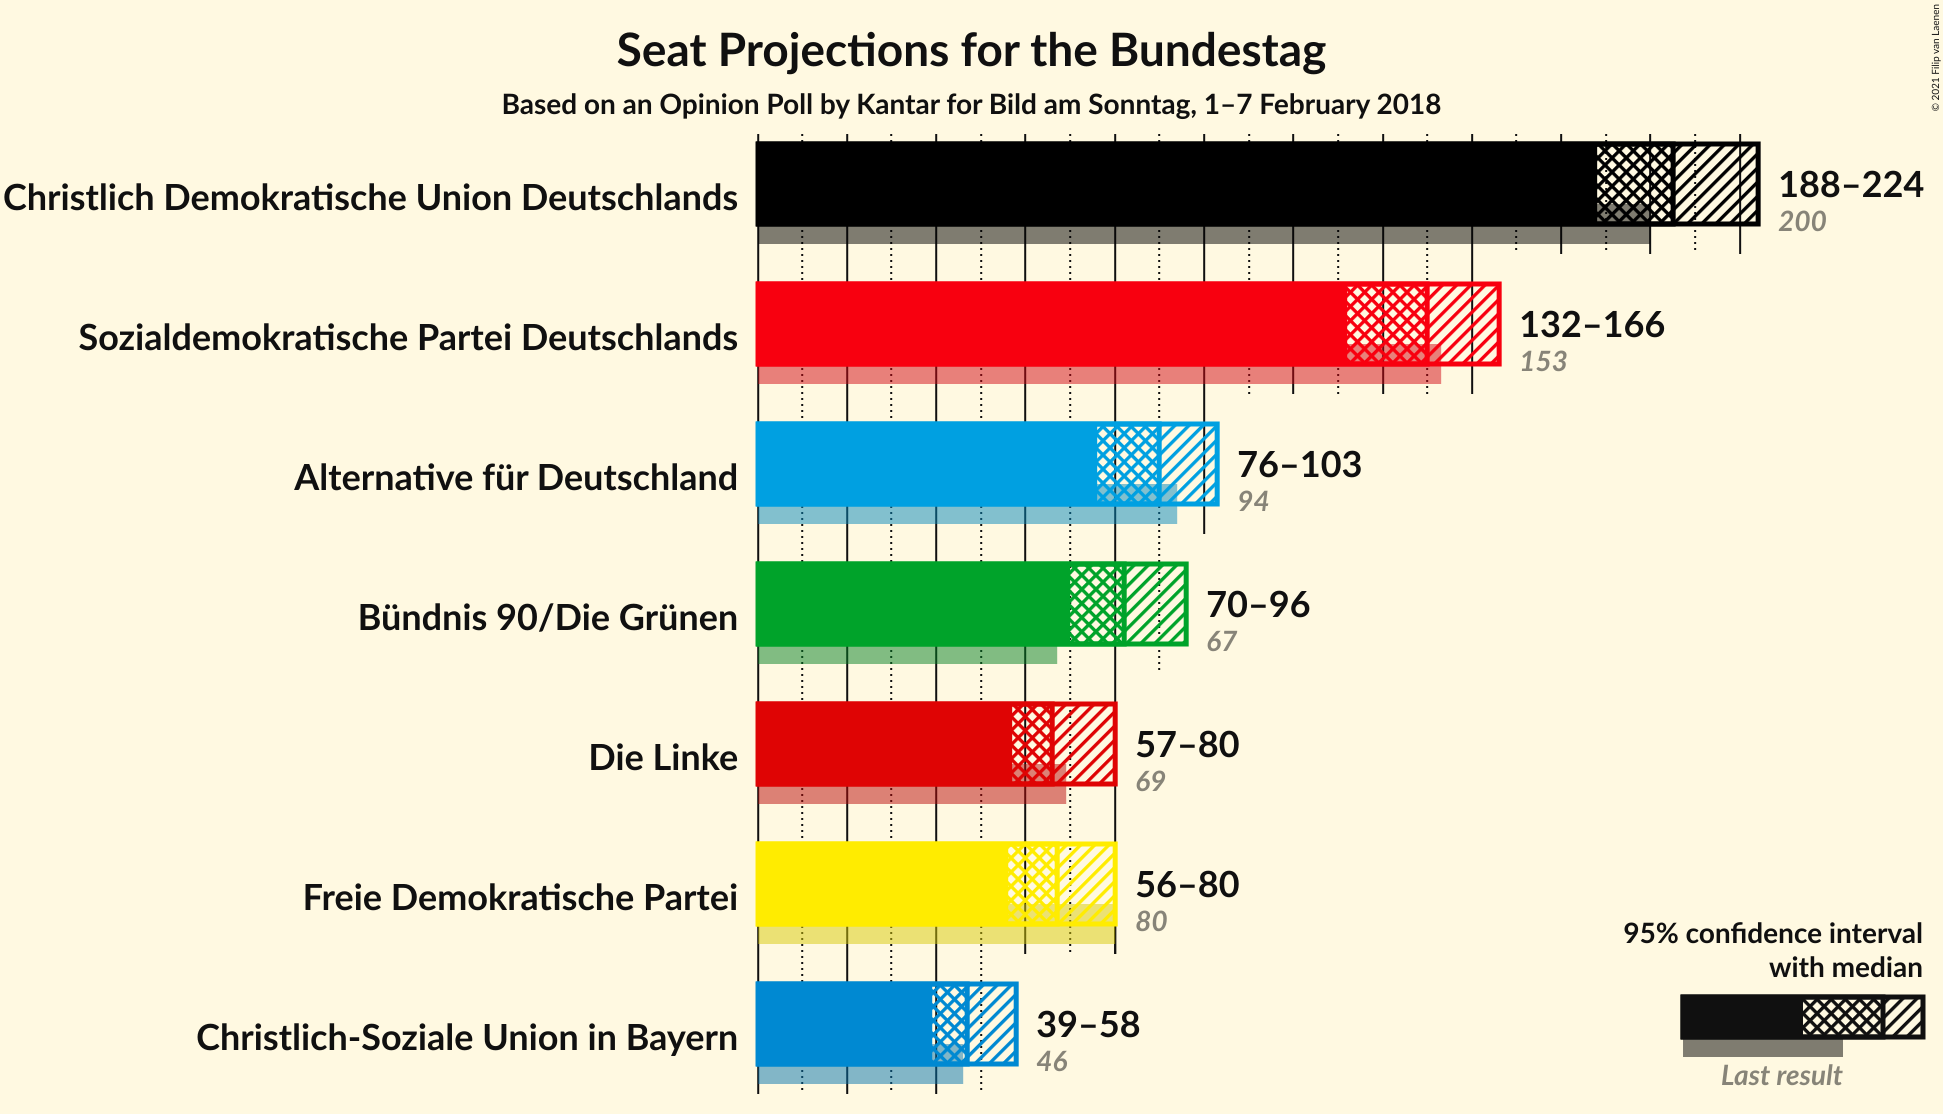 Seat Projections for the Bundestag
Based on an Opinion Poll by Kantar for Bild am Sonntag, 1–7 February 2018
© 2021 Filip van Laenen
Christlich Demokratische Union Deutschlands
188–224
200
Sozialdemokratische Partei Deutschlands
132–166
153
Alternative für Deutschland
76–103
94
Bündnis 90/Die Grünen
70–96
67
Die Linke
57–80
69
Freie Demokratische Partei
56–80
80
Christlich-Soziale Union in Bayern
39–58
46
95% confidence interval
with median
Last result